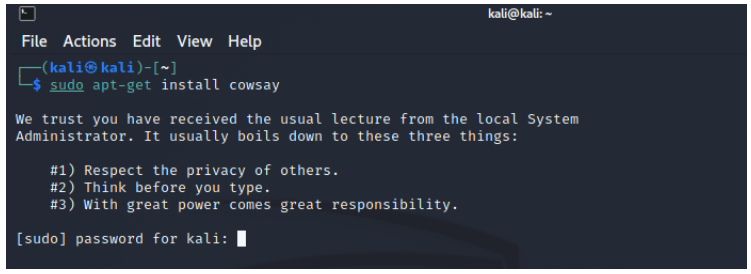 kali@kali: ~
File Actions Edit View Help
┌──(kali㉿kali)-[~]
└─$ sudo apt-get install cowsay
We trust you have received the usual lecture from the local System
Administrator. It usually boils down to these three things:
#1) Respect the privacy of others.
#2) Think before you type.
#3) With great power comes great responsibility.
[sudo] password for kali: